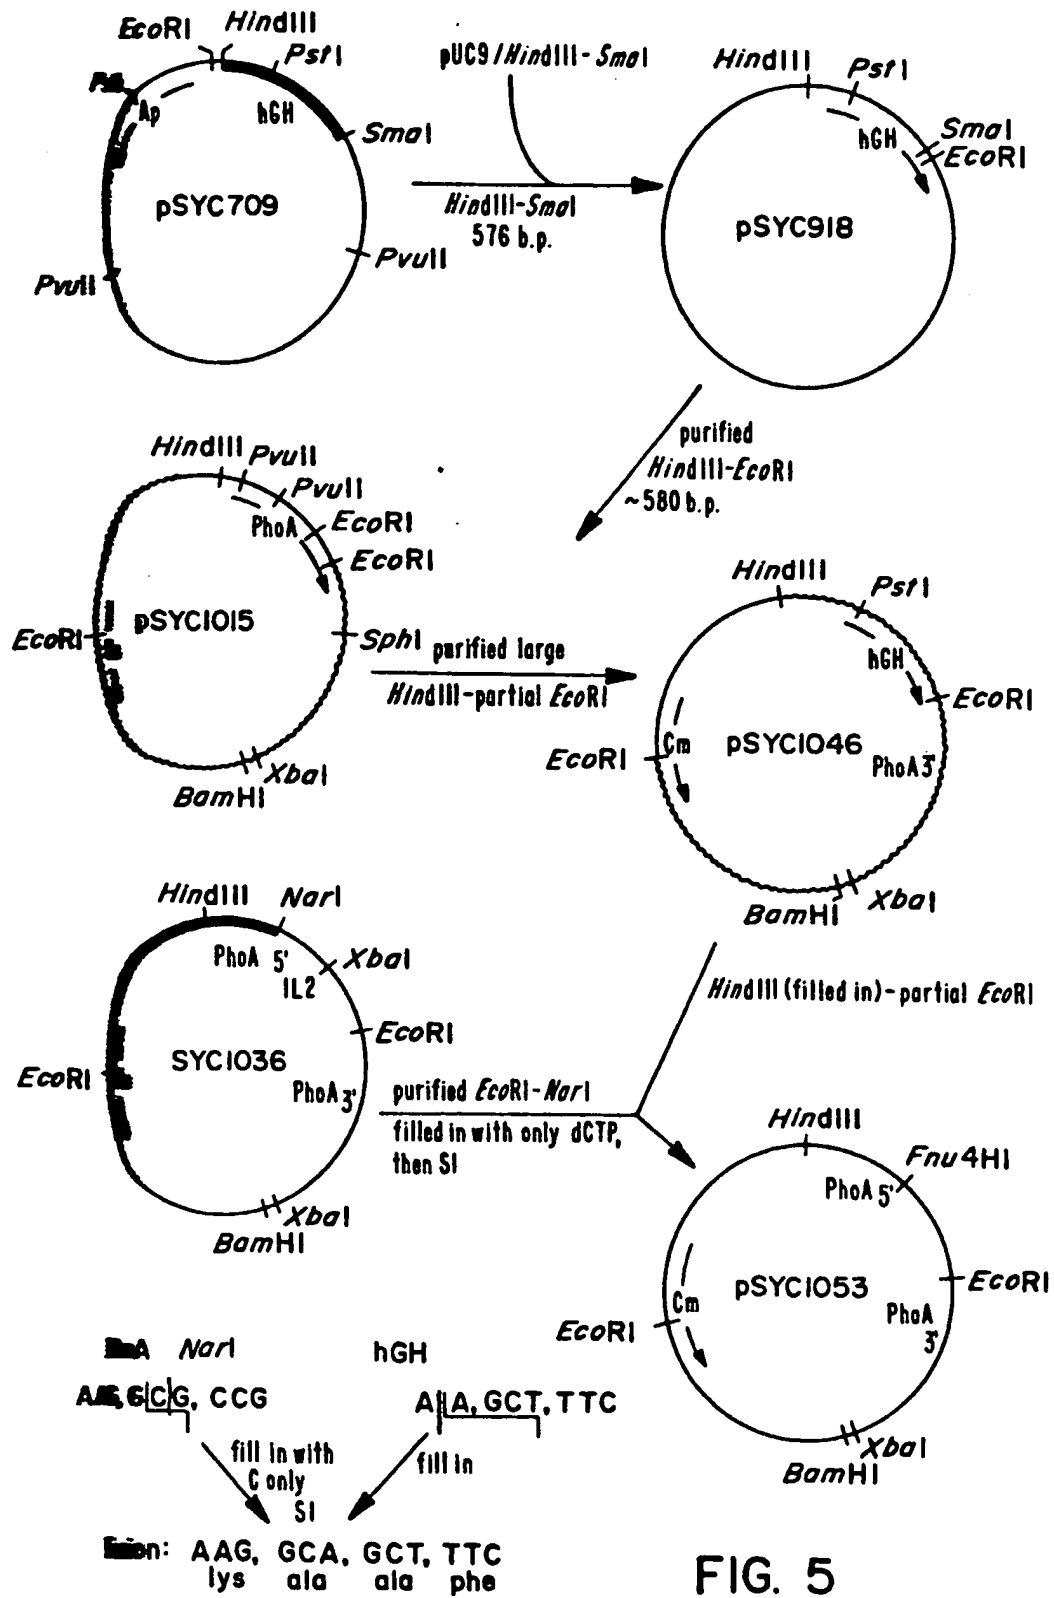 EcoRI
HindIII
PstI
Ap
hGH
SmaI
pSYC709
PvuII
PvuII
pUC9/HindIII-SmaI
HindIII-SmaI
576 b.p.
HindIII
PstI
hGH
SmaI
EcoRI
pSYC918
purified
HindIII-EcoRI
~580 b.p.
HindIII
PvuII
PvuII
PhoA
EcoRI
EcoRI
pSYC1015
EcoRI
SphI
XbaI
BamHI
purified large
HindIII-partial EcoRI
HindIII
PstI
hGH
EcoRI
Cm
pSYC1046
EcoRI
PhoA 3'
XbaI
BamHI
HindIII
NarI
PhoA 5'
IL2
XbaI
EcoRI
SYC1036
EcoRI
PhoA 3'
XbaI
BamHI
HindIII (filled in)-partial EcoRI
purified EcoRI-NarI
filled in with only dCTP,
then S1
HindIII
Fnu4HI
PhoA 5'
EcoRI
pSYC1053
Cm
PhoA
3'
EcoRI
XbaI
BamHI
NarI
hGH
CG, CCG
A A, GCT, TTC
fill in with
C only
S1
fill in
AAG, GCA, GCT, TTC
lys ala ala phe
FIG. 5